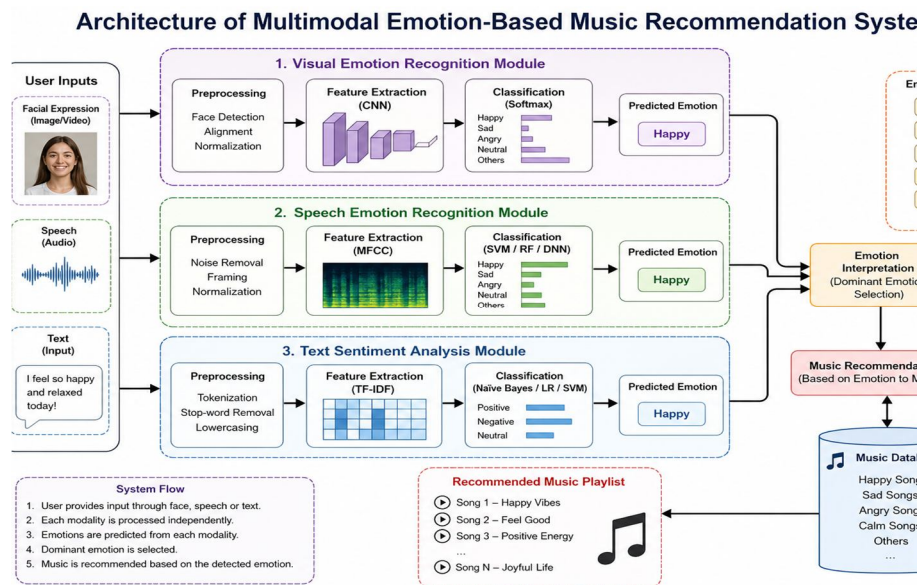 Architecture of Multimodal Emotion-Based Music Recommendation Syste
User Inputs
Facial Expression
(Image/Video)
Speech
(Audio)
Text
(Input)
I feel so happy
and relaxed
today!
1. Visual Emotion Recognition Module
Preprocessing
Face Detection
Alignment
Normalization
Feature Extraction
(CNN)
Classification
(Softmax)
Happy
Sad
Angry
Neutral
Others
Predicted Emotion
Happy
2. Speech Emotion Recognition Module
Preprocessing
Noise Removal
Framing
Normalization
Feature Extraction
(MFCC)
Classification
(SVM / RF / DNN)
Happy
Sad
Angry
Neutral
Others
Predicted Emotion
Happy
3. Text Sentiment Analysis Module
Preprocessing
Tokenization
Stop-word Removal
Lowercasing
Feature Extraction
(TF-IDF)
Classification
(Naïve Bayes / LR / SVM)
Positive
Negative
Neutral
Predicted Emotion
Happy
Em
Emotion
Interpretation
(Dominant Emotio
Selection)
Music Recommenda
(Based on Emotion to M
Music Datab
Happy Song
Sad Songs
Angry Song
Calm Songs
Others
...
Recommended Music Playlist
Song 1 – Happy Vibes
Song 2 – Feel Good
Song 3 – Positive Energy
...
Song N – Joyful Life
System Flow
1. User provides input through face, speech or text.
2. Each modality is processed independently.
3. Emotions are predicted from each modality.
4. Dominant emotion is selected.
5. Music is recommended based on the detected emotion.